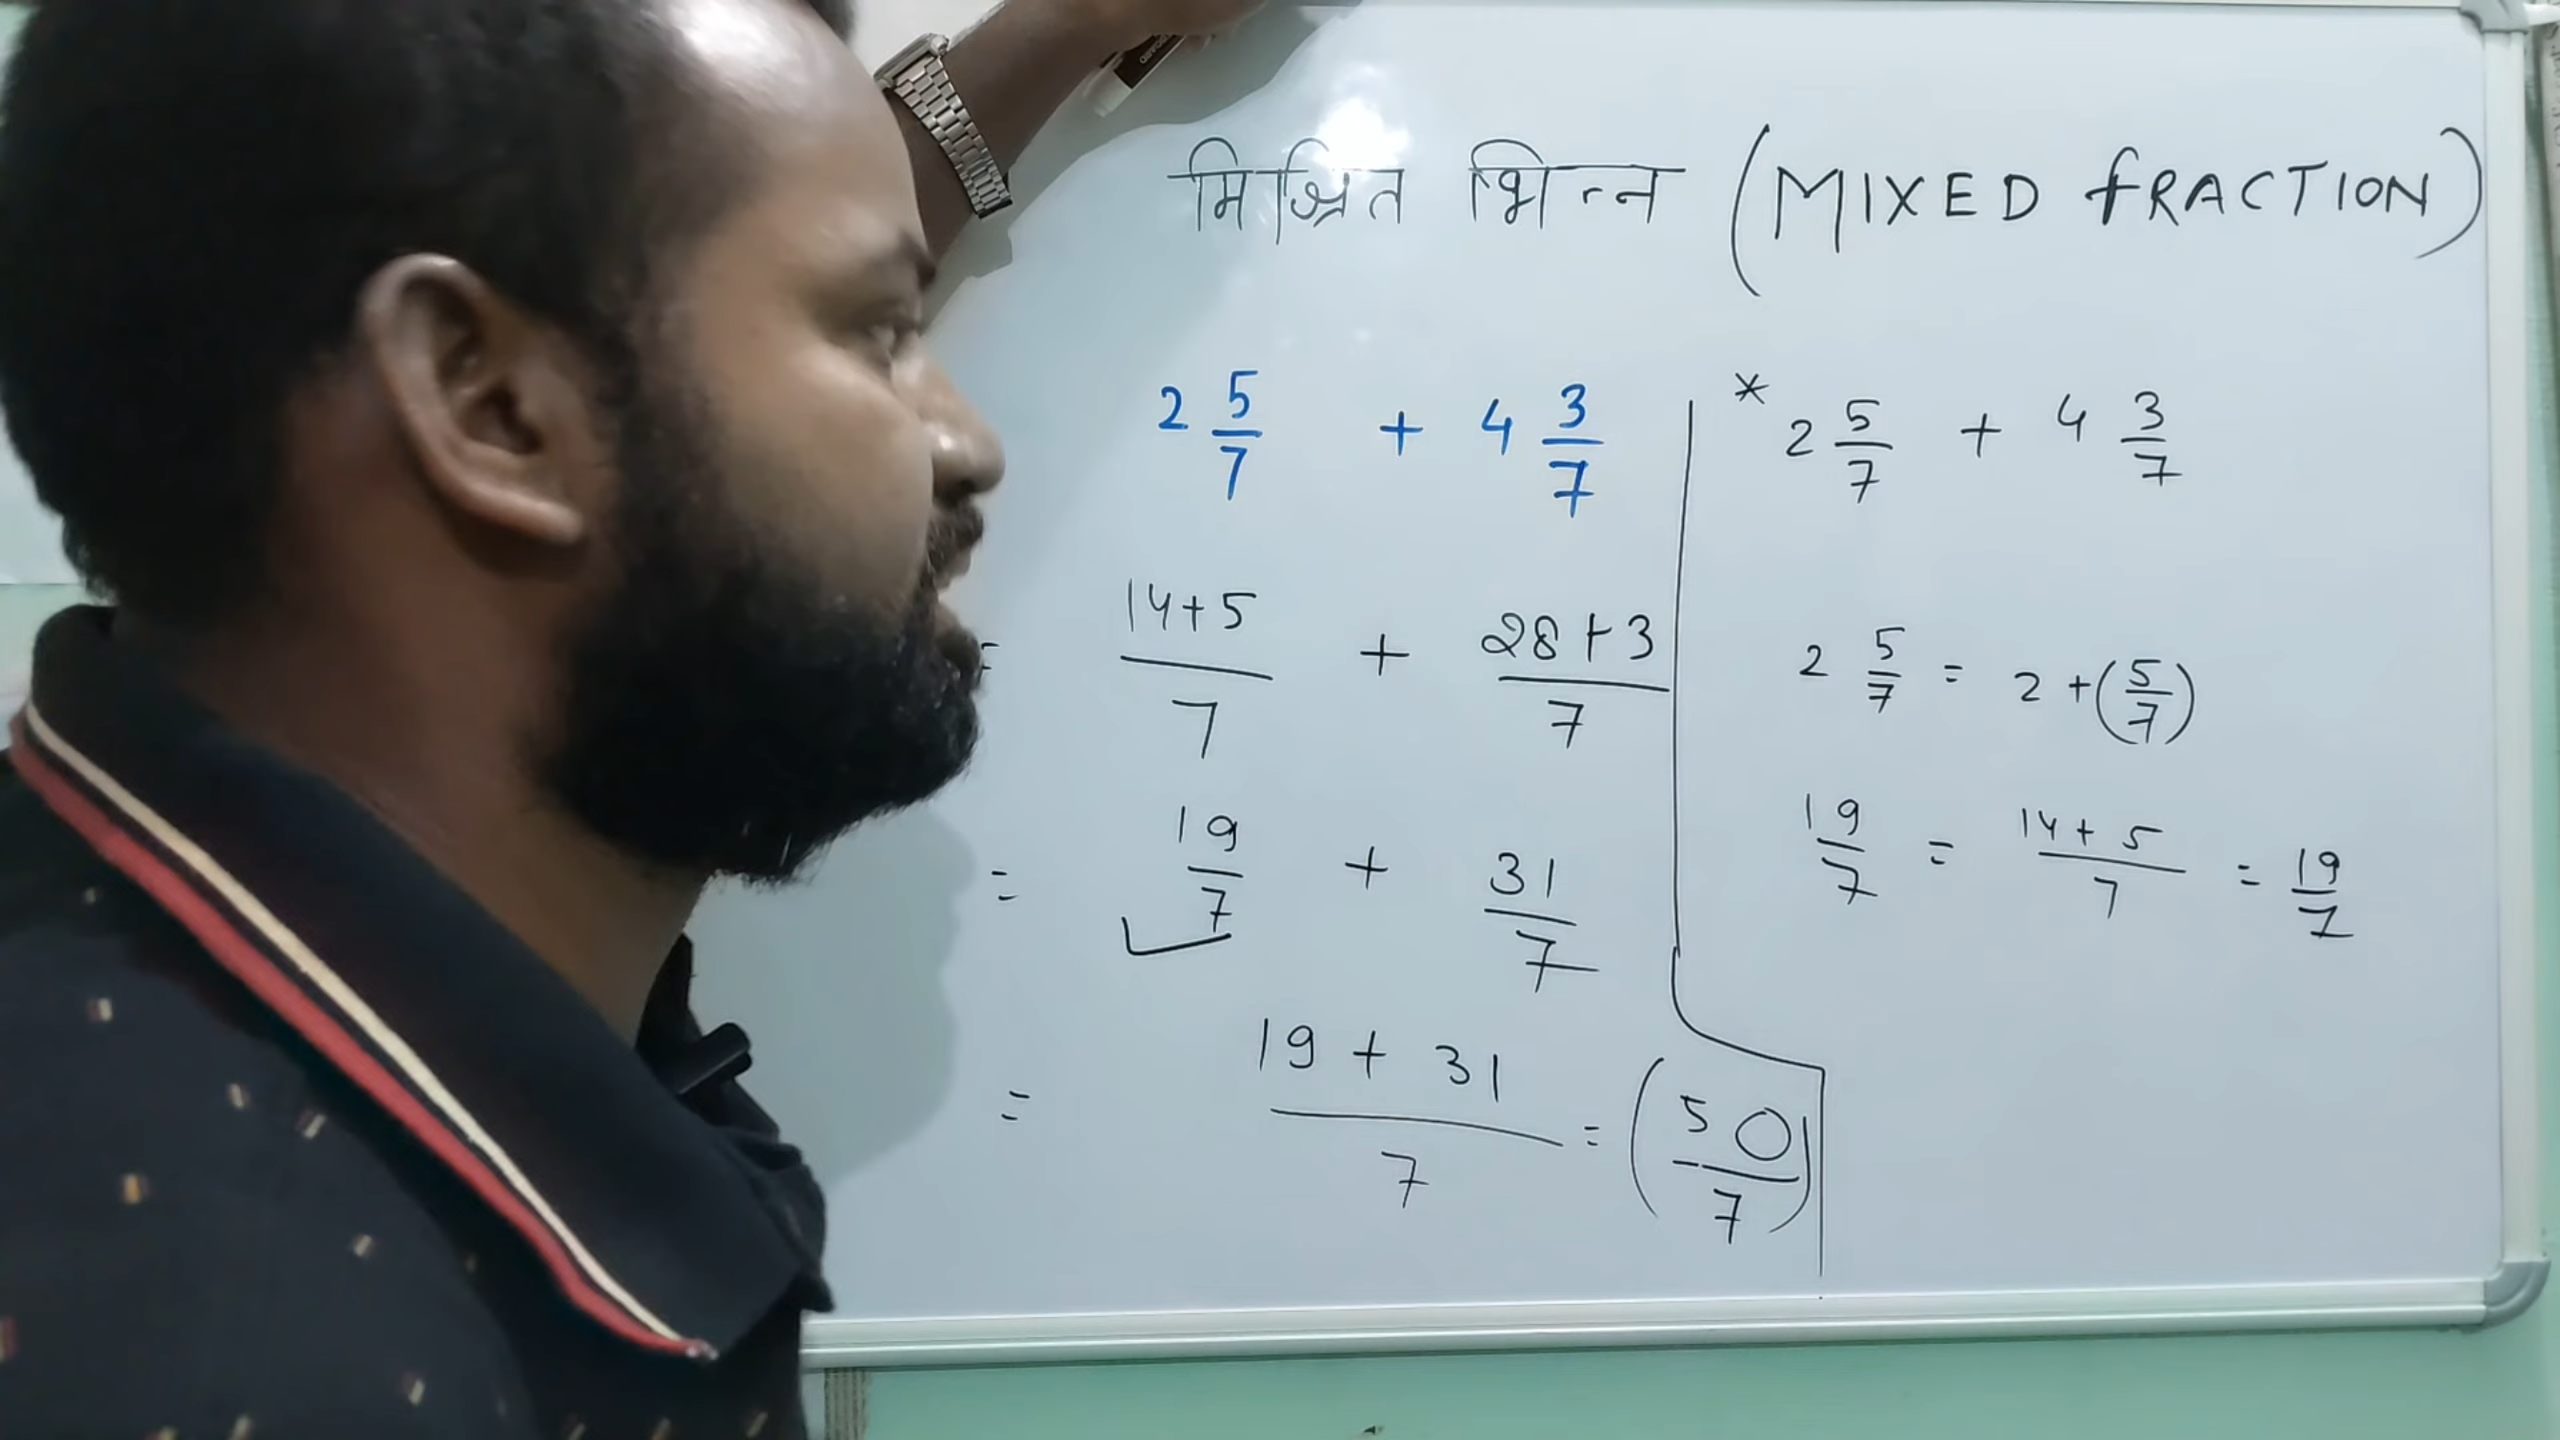 मिश्रित भिन्न (MIXED FRACTION)
2 5/7 + 4 3/7
= (14+5)/7 + (28+3)/7
= 19/7 + 31/7
= (19 + 31)/7 = (50/7)
* 2 5/7 + 4 3/7
2 5/7 = 2 + (5/7)
19/7 = (14+5)/7 = 19/7